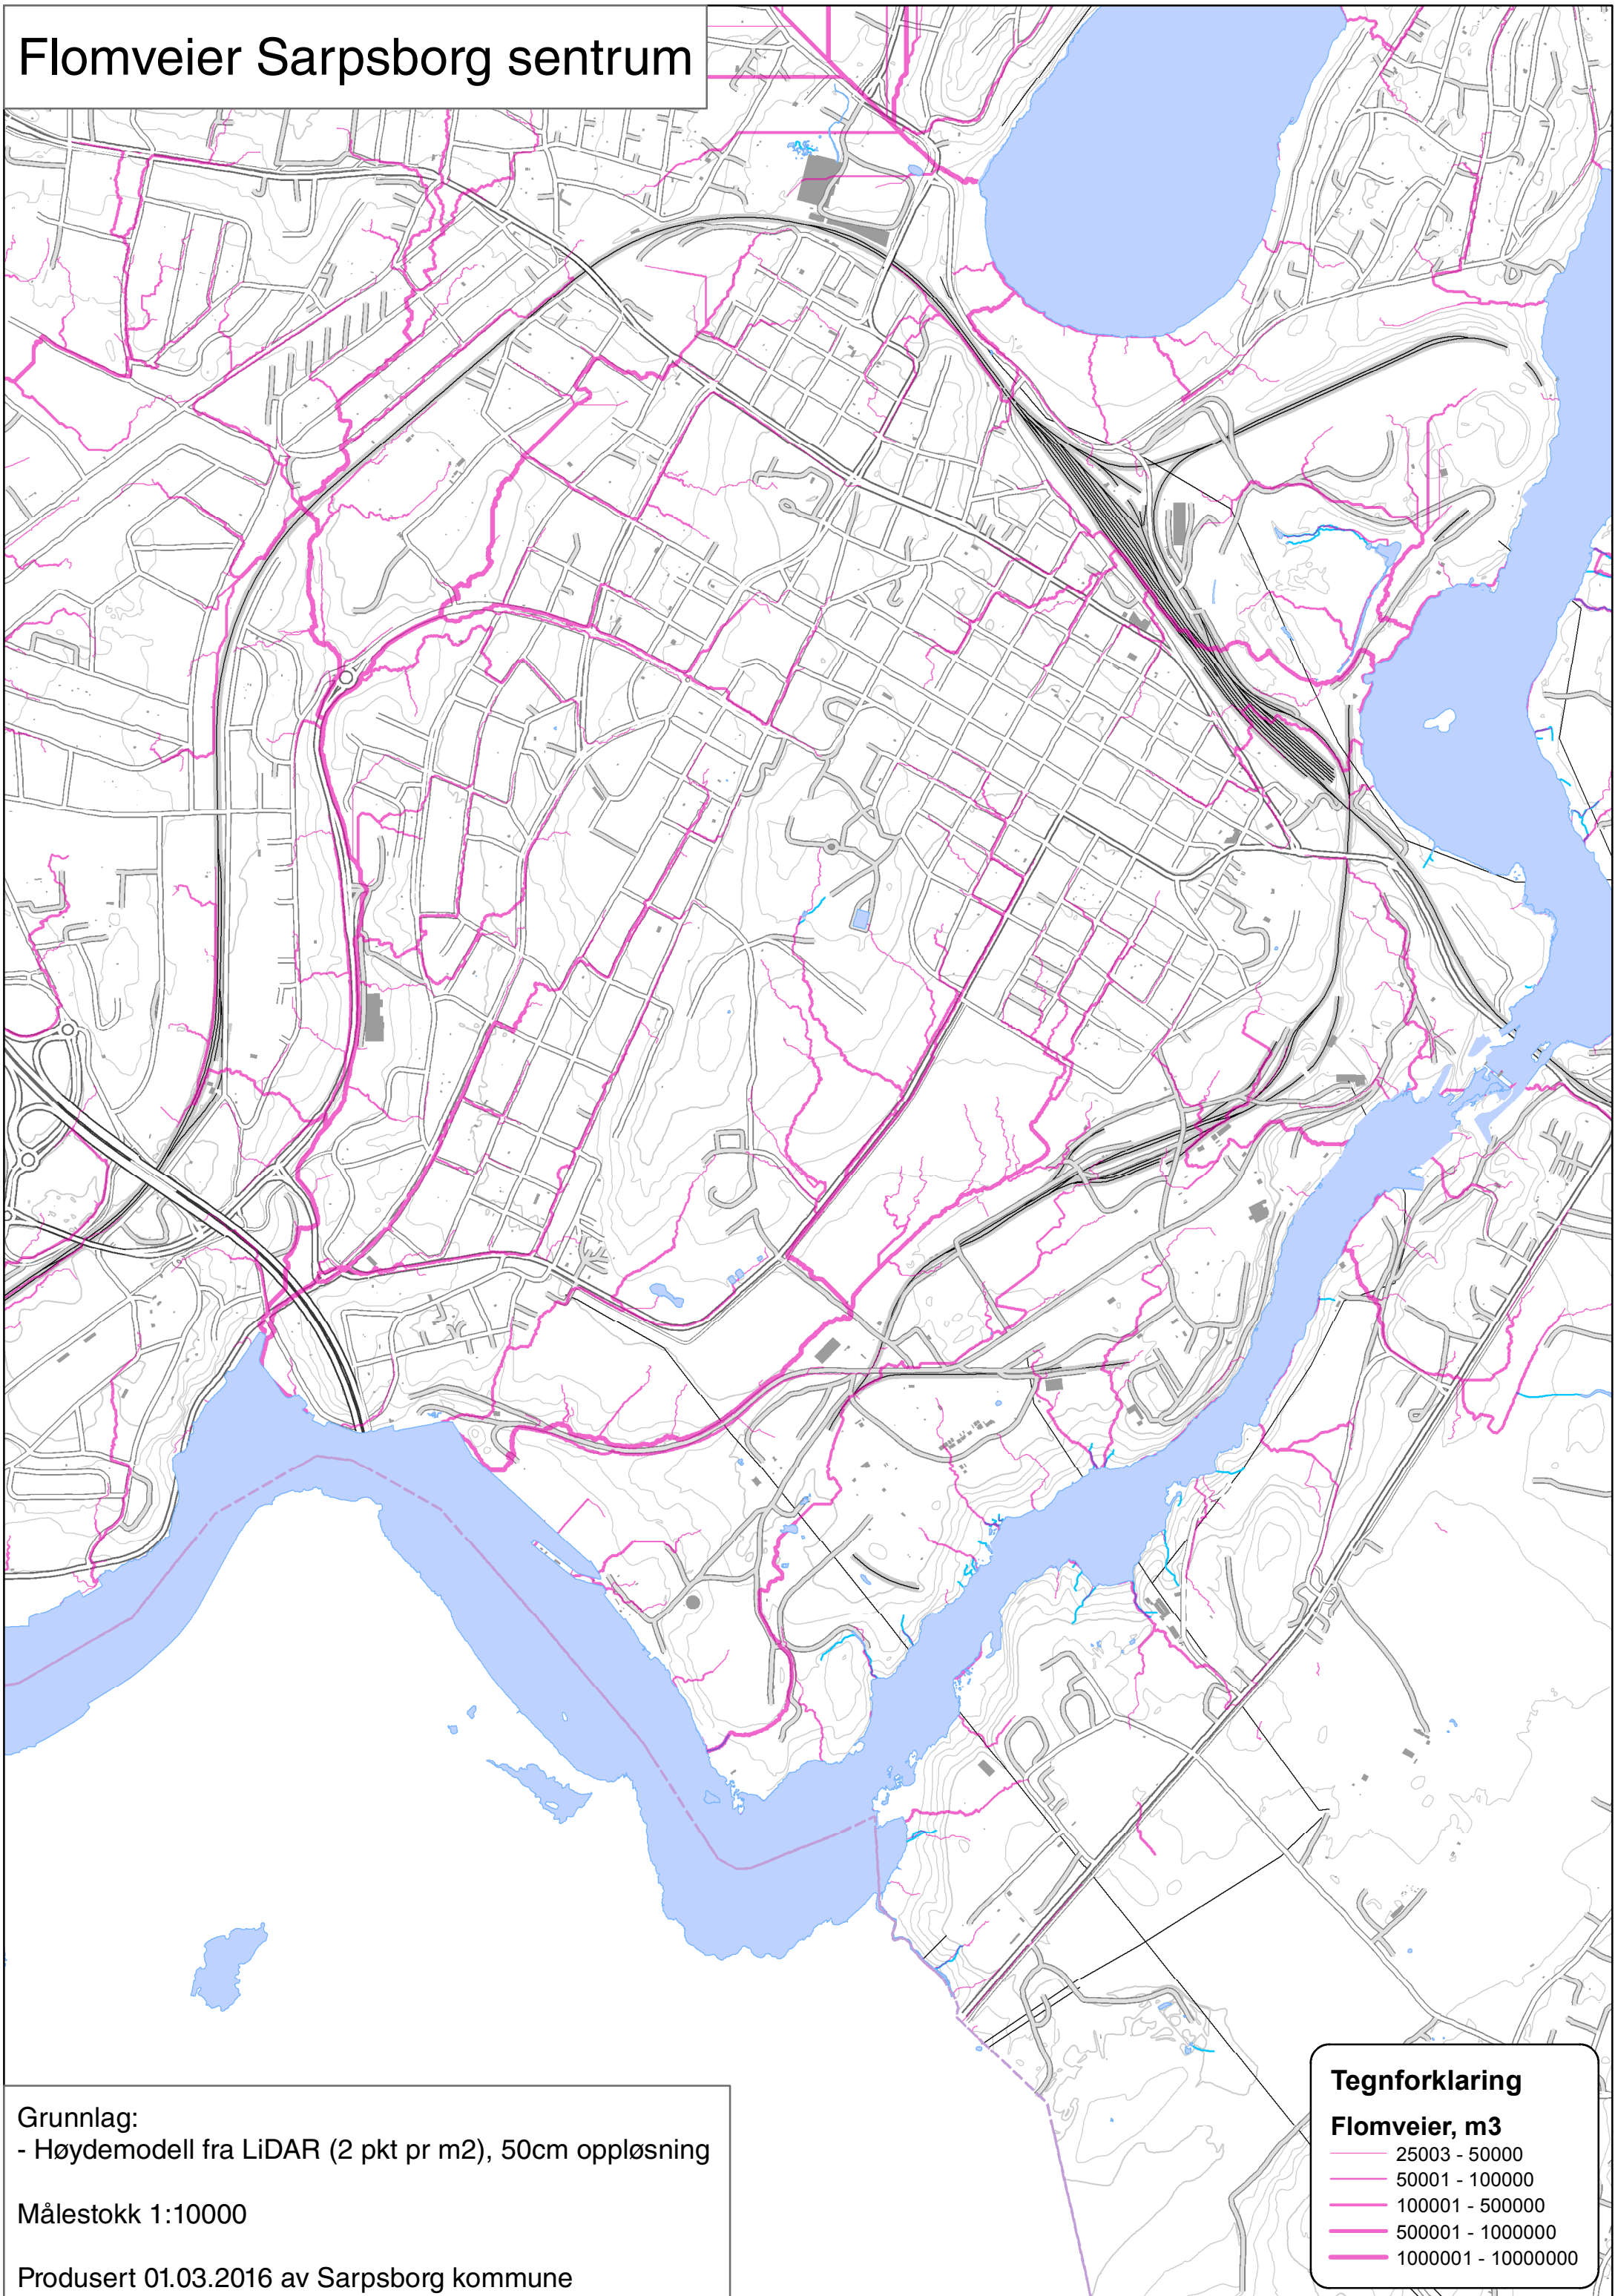 Flomveier Sarpsborg sentrum
Grunnlag:
- Høydemodell fra LiDAR (2 pkt pr m2), 50cm oppløsning
Målestokk 1:10000
Produsert 01.03.2016 av Sarpsborg kommune
Tegnforklaring
Flomveier, m3
25003 - 50000
50001 - 100000
100001 - 500000
500001 - 1000000
1000001 - 10000000